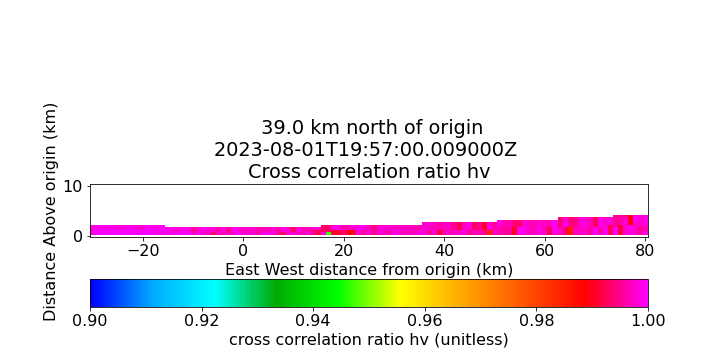 39.0 km north of origin
2023-08-01T19:57:00.009000Z
Cross correlation ratio hv
Distance Above origin (km)
10
0
−20 0 20 40 60 80
East West distance from origin (km)
0.90 0.92 0.94 0.96 0.98 1.00
cross correlation ratio hv (unitless)